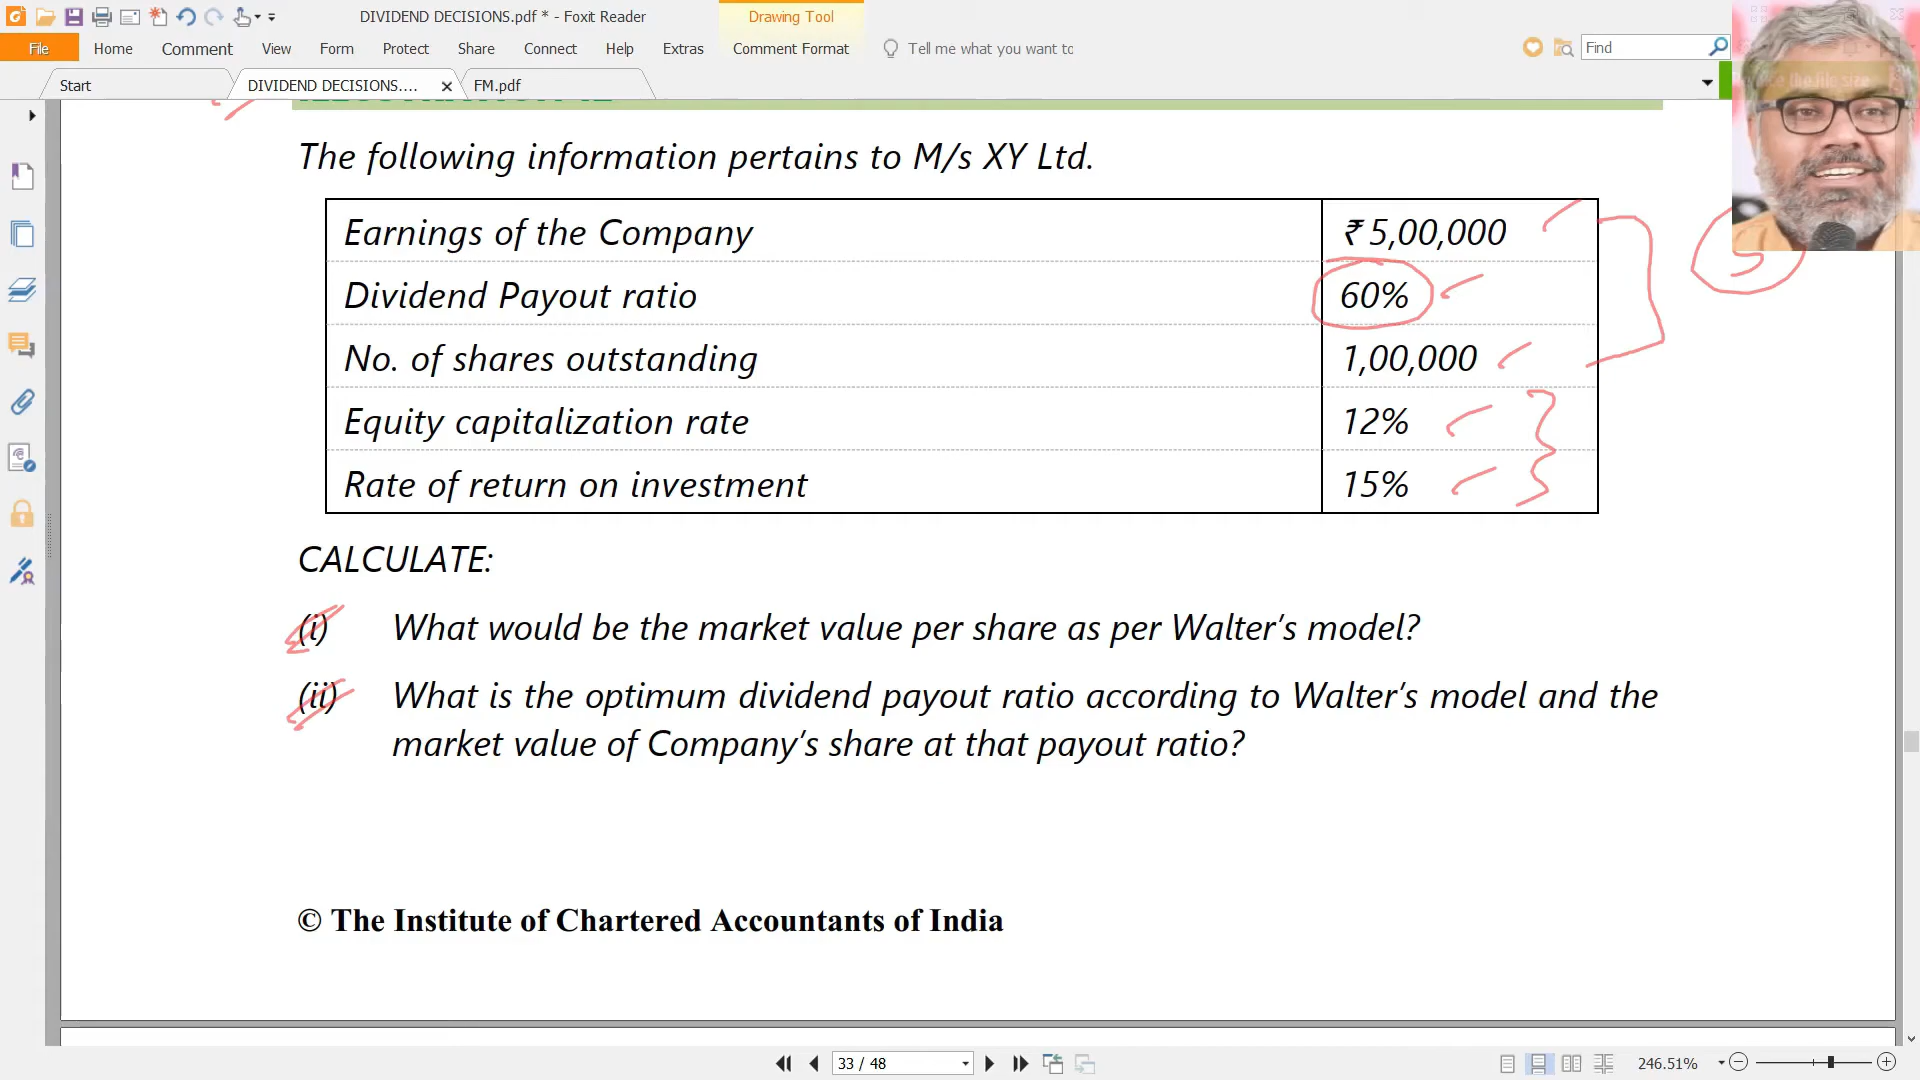 DIVIDEND DECISIONS.pdf * - Foxit Reader
Drawing Tool
File Home Comment View Form Protect Share Connect Help Extras Comment Format Tell me what you want to Find
Start DIVIDEND DECISIONS.... FM.pdf
The following information pertains to M/s XY Ltd.
Earnings of the Company ₹ 5,00,000
Dividend Payout ratio 60%
No. of shares outstanding 1,00,000
Equity capitalization rate 12%
Rate of return on investment 15%
CALCULATE:
(i) What would be the market value per share as per Walter's model?
(ii) What is the optimum dividend payout ratio according to Walter's model and the
market value of Company's share at that payout ratio?
© The Institute of Chartered Accountants of India
33 / 48 246.51%